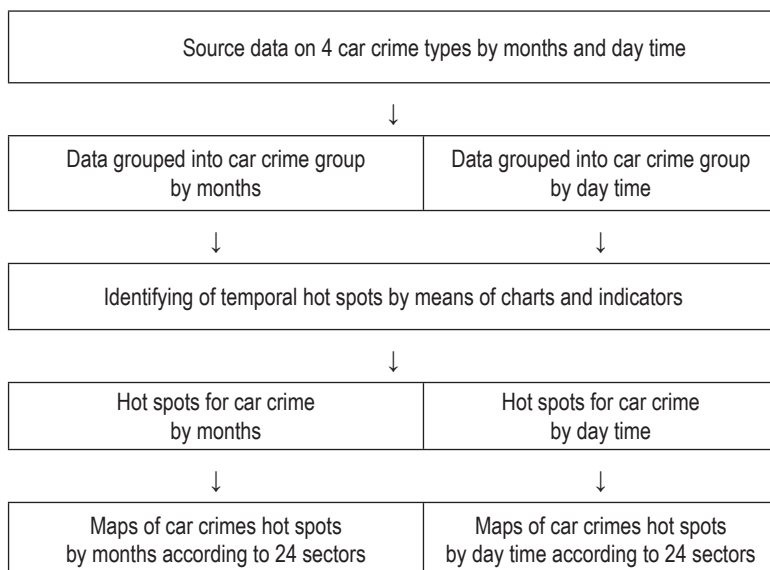 Source data on 4 car crime types by months and day time
↓
Data grouped into car crime group
by months
Data grouped into car crime group
by day time
↓ ↓
Identifying of temporal hot spots by means of charts and indicators
↓
Hot spots for car crime
by months
Hot spots for car crime
by day time
↓ ↓
Maps of car crimes hot spots
by months according to 24 sectors
Maps of car crimes hot spots
by day time according to 24 sectors